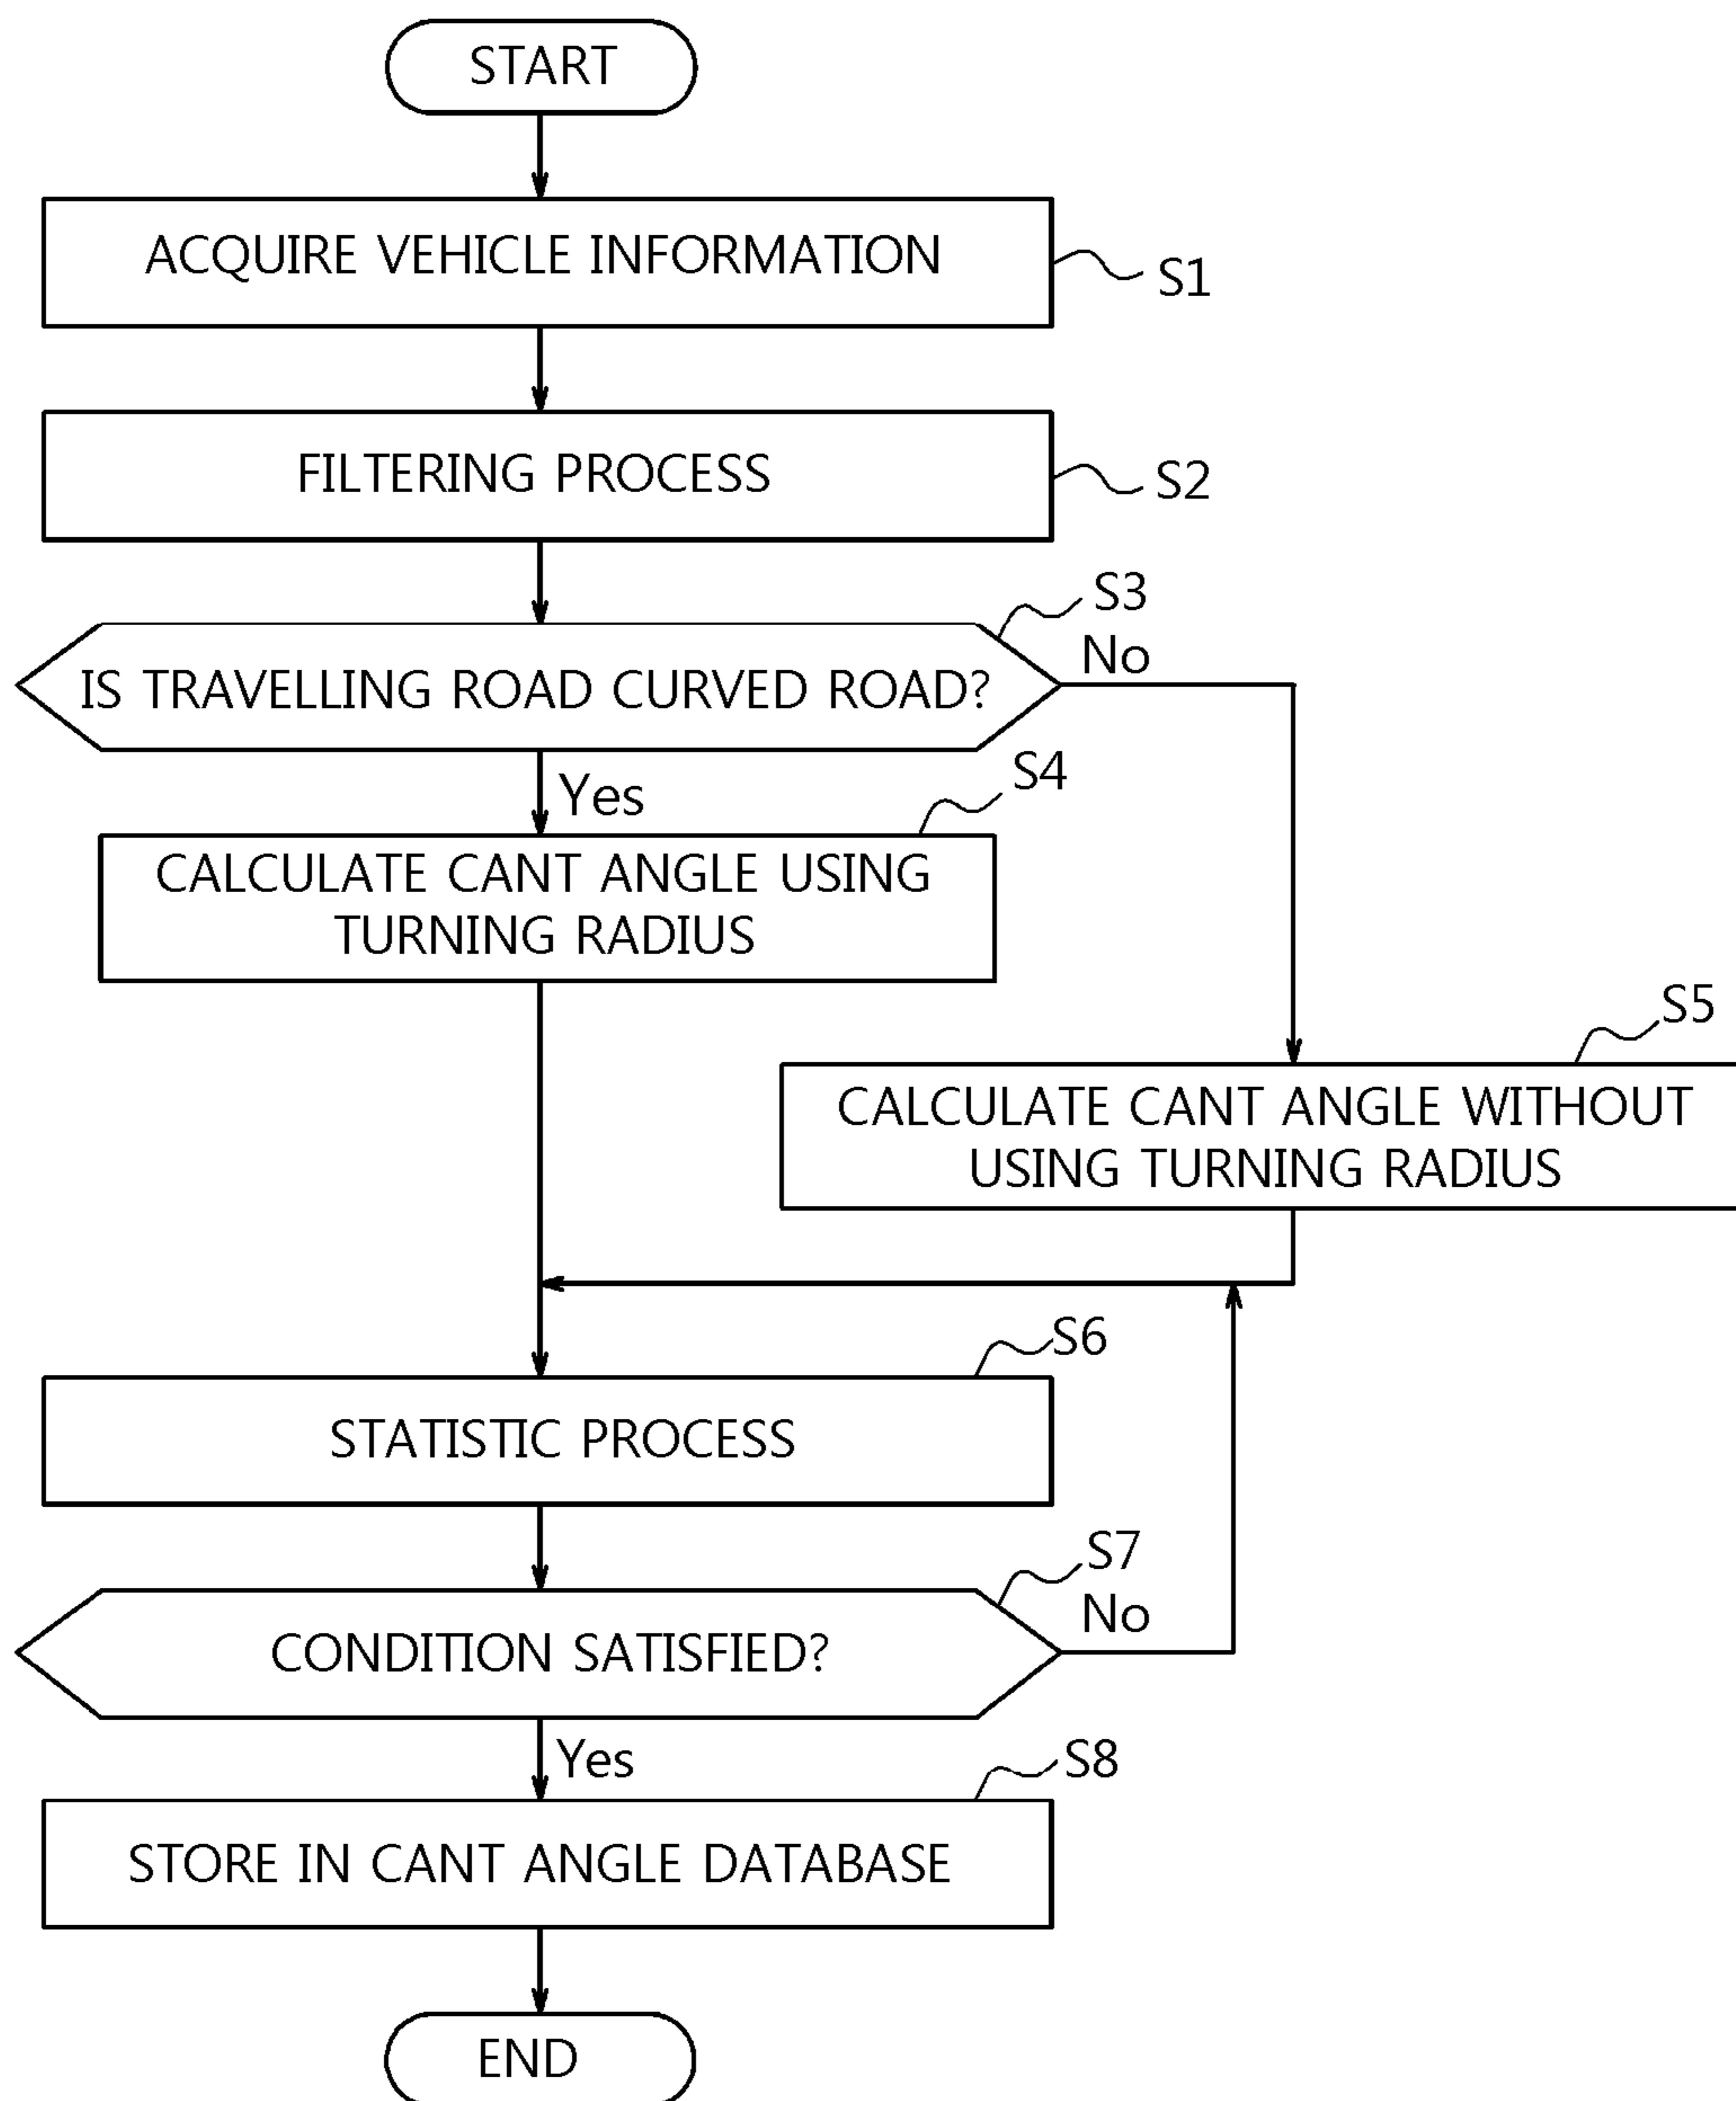 START
ACQUIRE VEHICLE INFORMATION
S1
FILTERING PROCESS
S2
S3
IS TRAVELLING ROAD CURVED ROAD?
No
Yes
S4
CALCULATE CANT ANGLE USING
TURNING RADIUS
S5
CALCULATE CANT ANGLE WITHOUT
USING TURNING RADIUS
S6
STATISTIC PROCESS
S7
CONDITION SATISFIED?
No
Yes
S8
STORE IN CANT ANGLE DATABASE
END